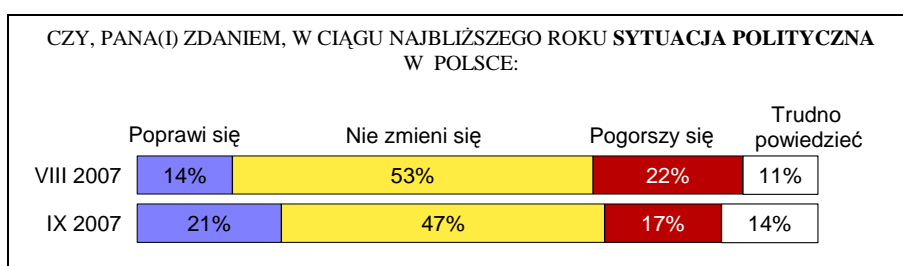 CZY, PANA(I) ZDANIEM, W CIĄGU NAJBLIŻSZEGO ROKU SYTUACJA POLITYCZNA
W POLSCE:
Poprawi się Nie zmieni się Pogorszy się Trudno powiedzieć
VIII 2007 14% 53% 22% 11%
IX 2007 21% 47% 17% 14%